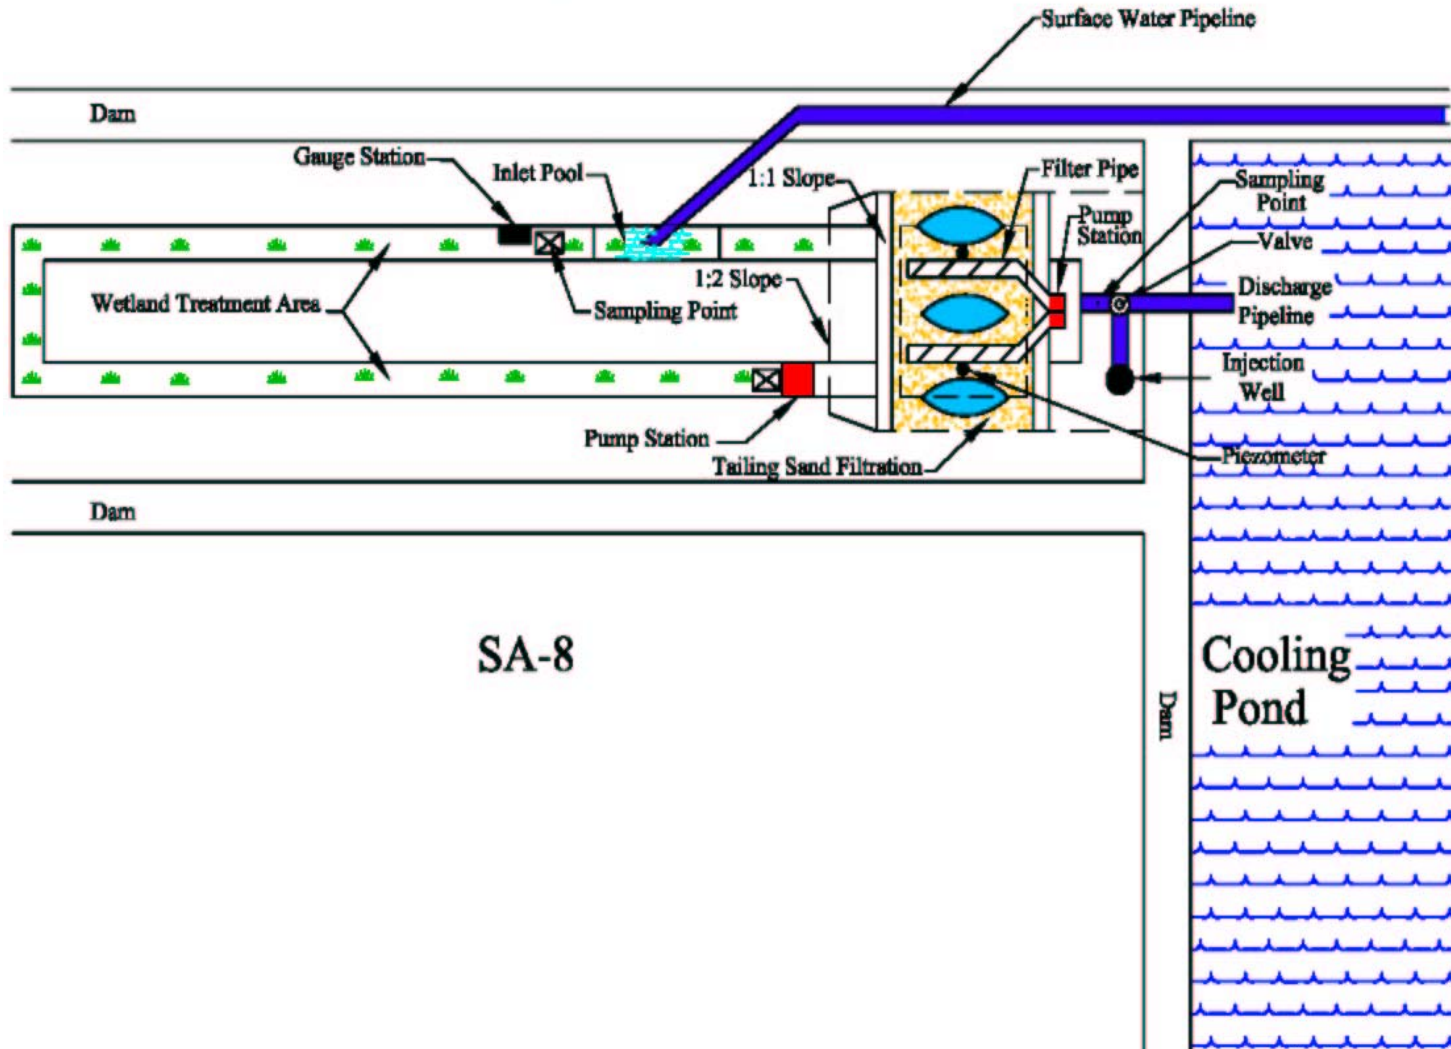 Surface Water Pipeline
Dam
Gauge Station
Inlet Pool
1:1 Slope
Filter Pipe
Sampling
Point
Pump
Station
Valve
1:2 Slope
Wetland Treatment Area
Sampling Point
Discharge
Pipeline
Injection
Well
Pump Station
Tailing Sand Filtration
Piezometer
Dam
SA-8
Cooling
Pond
Dam